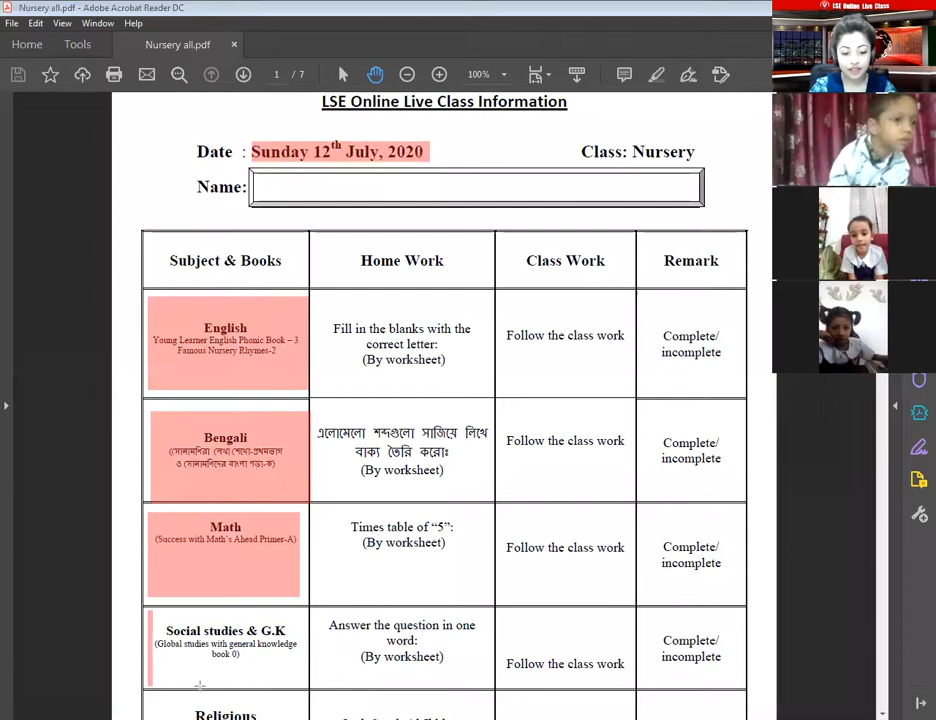 Nursery all.pdf - Adobe Acrobat Reader DC
File Edit View Window Help
Home Tools Nursery all.pdf ×
1 / 7 100%
LSE Online Live Class
LSE Online Live Class Information
Date : Sunday 12th July, 2020 Class: Nursery
Name:
Subject & Books Home Work Class Work Remark
English
Young Learner English Phonic Book – 3
Famous Nursery Rhymes-2
Fill in the blanks with the
correct letter:
(By worksheet)
Follow the class work
Complete/
incomplete
Bengali
(সোনামণিরা লেখা শেখো-প্রথমভাগ
ও সোনামণিদের বাংলা পড়া-ক)
এলোমেলো শব্দগুলো সাজিয়ে লিখে
বাক্য তৈরি করোঃ
(By worksheet)
Follow the class work
Complete/
incomplete
Math
(Success with Math’s Ahead Primer-A)
Times table of “5”:
(By worksheet)
Follow the class work
Complete/
incomplete
Social studies & G.K
(Global studies with general knowledge
book 0)
Answer the question in one
word:
(By worksheet)
Follow the class work
Complete/
incomplete
Religious